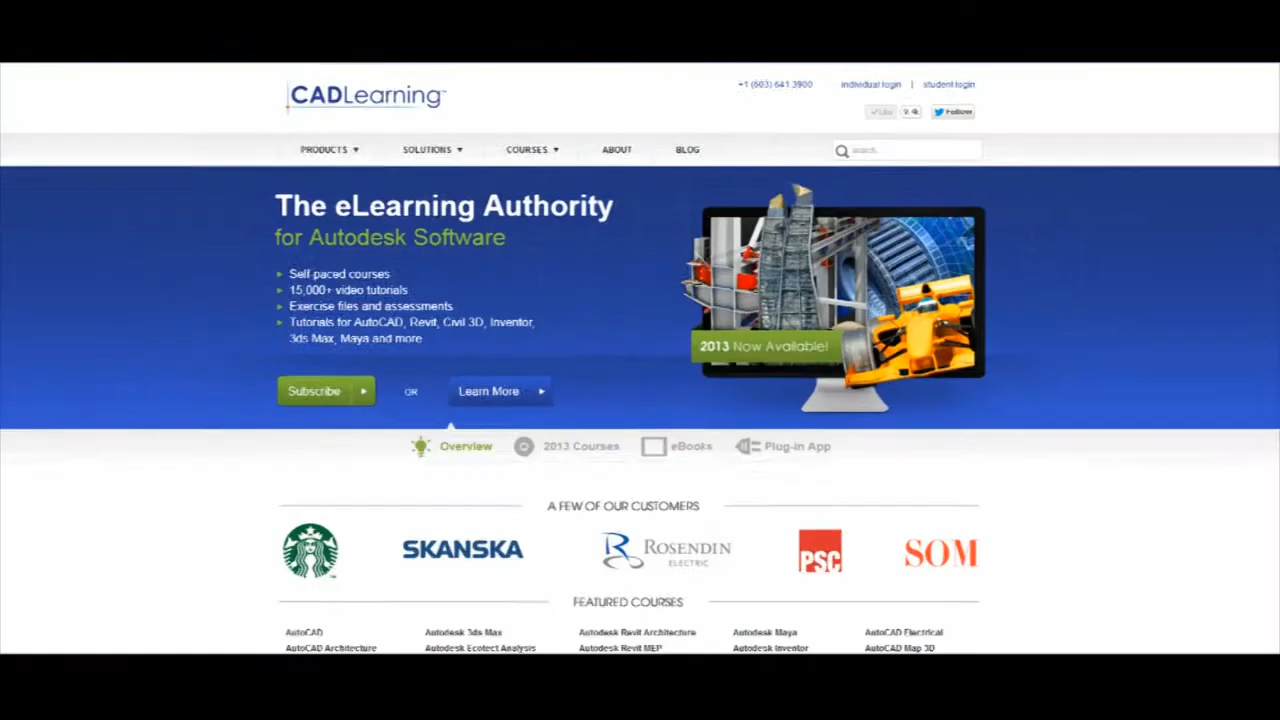 CADLearning
+1 (603) 641 3900
individual login | student login
Like 9.4k Follow
PRODUCTS ▼ SOLUTIONS ▼ COURSES ▼ ABOUT BLOG
search
The eLearning Authority
for Autodesk Software
Self-paced courses
15,000+ video tutorials
Exercise files and assessments
Tutorials for AutoCAD, Revit, Civil 3D, Inventor,
3ds Max, Maya and more
2013 Now Available!
Subscribe OR Learn More
Overview 2013 Courses eBooks Plug-in App
A FEW OF OUR CUSTOMERS
SKANSKA ROSENDIN ELECTRIC PSC SOM
FEATURED COURSES
AutoCAD Autodesk 3ds Max Autodesk Revit Architecture Autodesk Maya AutoCAD Electrical
AutoCAD Architecture Autodesk Ecotect Analysis Autodesk Revit MEP Autodesk Inventor AutoCAD Map 3D